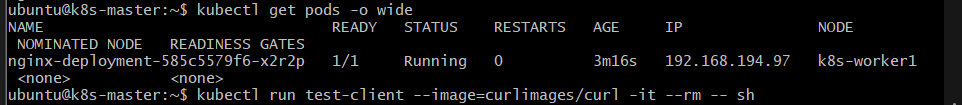 ubuntu@k8s-master:~$ kubectl get pods -o wide
NAME                                READY   STATUS    RESTARTS   AGE     IP               NODE
 NOMINATED NODE   READINESS GATES
nginx-deployment-585c5579f6-x2r2p   1/1     Running   0          3m16s   192.168.194.97   k8s-worker1
 <none>           <none>
ubuntu@k8s-master:~$ kubectl run test-client --image=curlimages/curl -it --rm -- sh